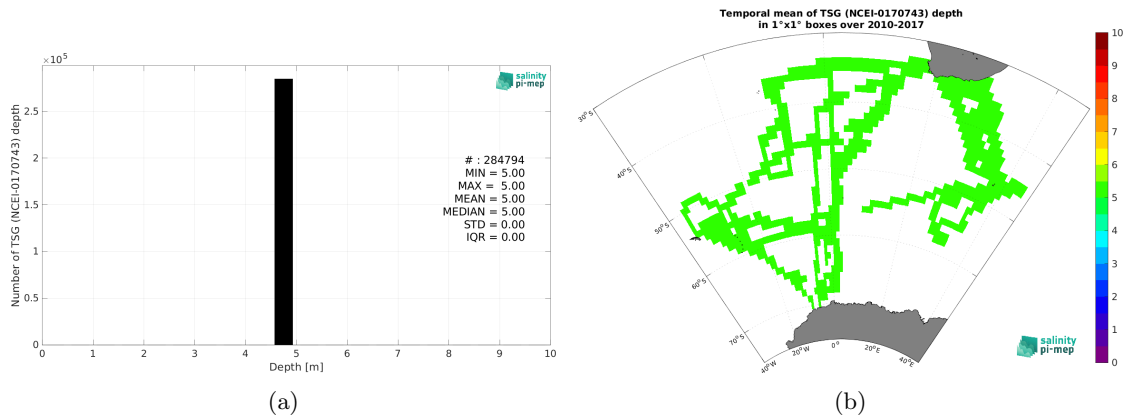 ×10⁵
2.5
2
1.5
1
0.5
0
Number of TSG (NCEI-0170743) depth
0 1 2 3 4 5 6 7 8 9 10
Depth [m]
salinity
pi-mep
# : 284794
MIN = 5.00
MAX = 5.00
MEAN = 5.00
MEDIAN = 5.00
STD = 0.00
IQR = 0.00
(a)
Temporal mean of TSG (NCEI-0170743) depth
in 1°x1° boxes over 2010-2017
30°S
40°S
50°S
60°S
70°S
40°W
20°W
0°
20°E
40°E
10
9
8
7
6
5
4
3
2
1
0
salinity
pi-mep
(b)